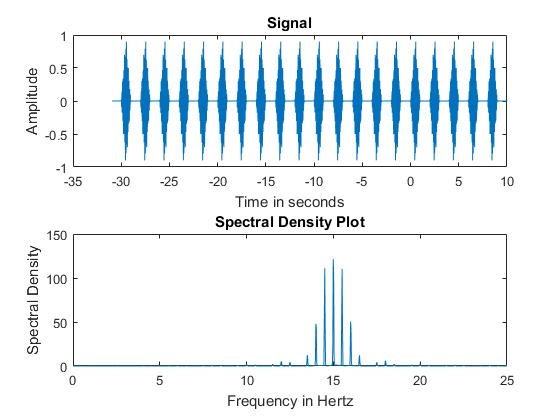 Signal
1
0.5
0
-0.5
-1
Amplitude
-35 -30 -25 -20 -15 -10 -5 0 5 10
Time in seconds
Spectral Density Plot
150
100
50
0
Spectral Density
0 5 10 15 20 25
Frequency in Hertz